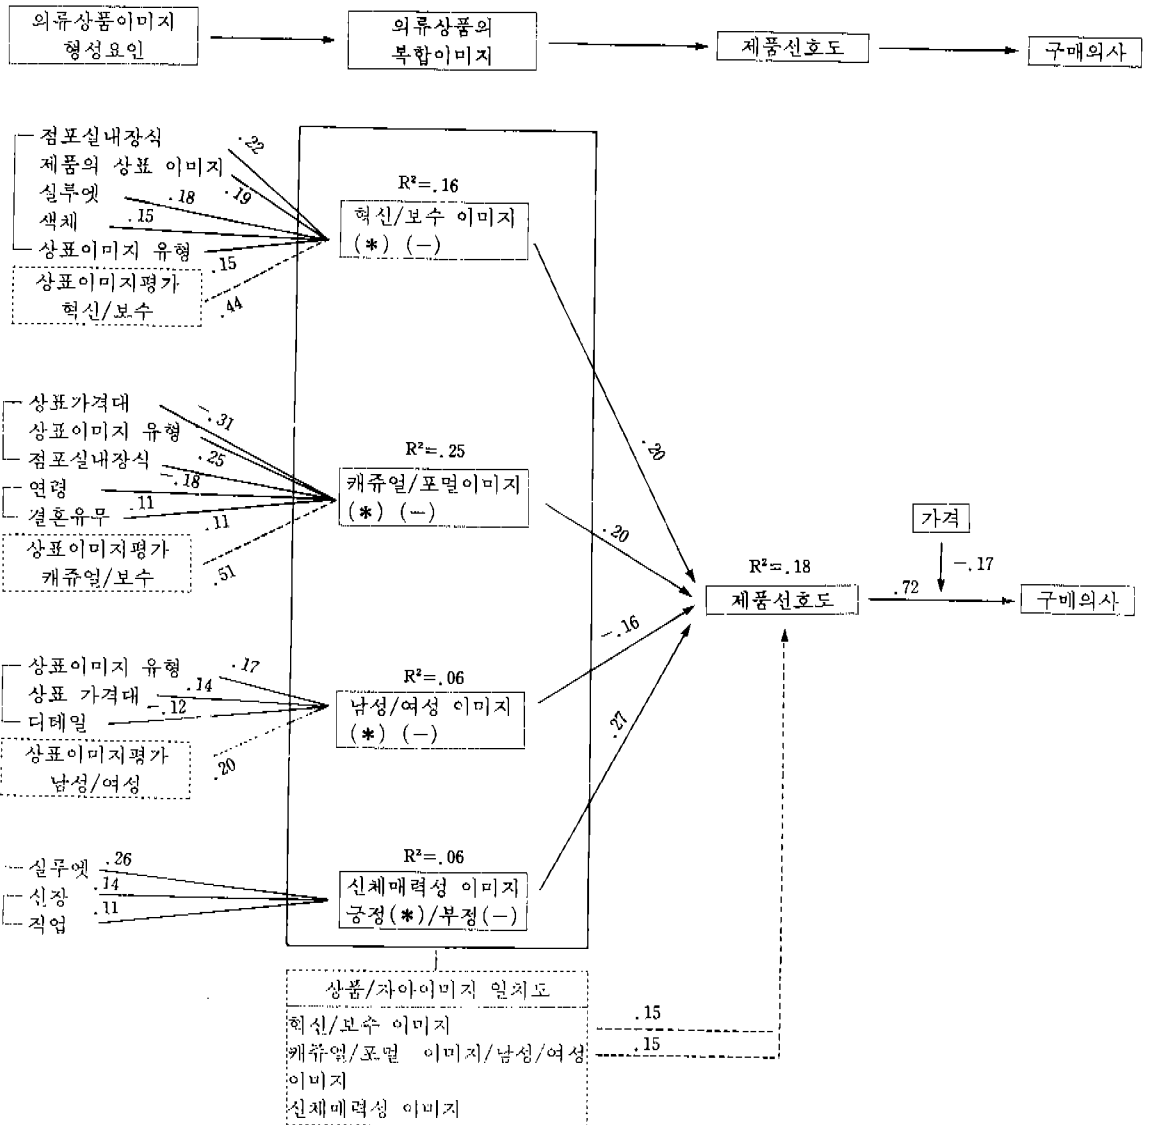 의류상품이미지
형성요인
의류상품의
복합이미지
제품선호도
구매의사
점포실내장식
.22
제품의 상표 이미지
.19
실루엣
.18
색채
.15
상표이미지 유형
.15
상표이미지평가
혁신/보수
.44
R²=.16
혁신/보수 이미지
(*) (−)
.20
상표가격대
−.31
상표이미지 유형
.25
점포실내장식
−.18
연령
.11
결혼유무
.11
상표이미지평가
캐쥬얼/보수
.51
R²=.25
캐쥬얼/포멀이미지
(*) (−)
.20
상표이미지 유형
.17
상표 가격대
.14
디테일
−.12
상표이미지평가
남성/여성
.20
R²=.06
남성/여성 이미지
(*) (−)
−.16
실루엣
.26
신장
.14
직업
.11
R²=.06
신체매력성 이미지
긍정(*)/부정(−)
.27
R²=.18
제품선호도
.72
가격
−.17
구매의사
상품/자아이미지 일치도
혁신/보수 이미지
.15
캐쥬얼/포멀 이미지/남성/여성
.15
이미지
신체매력성 이미지